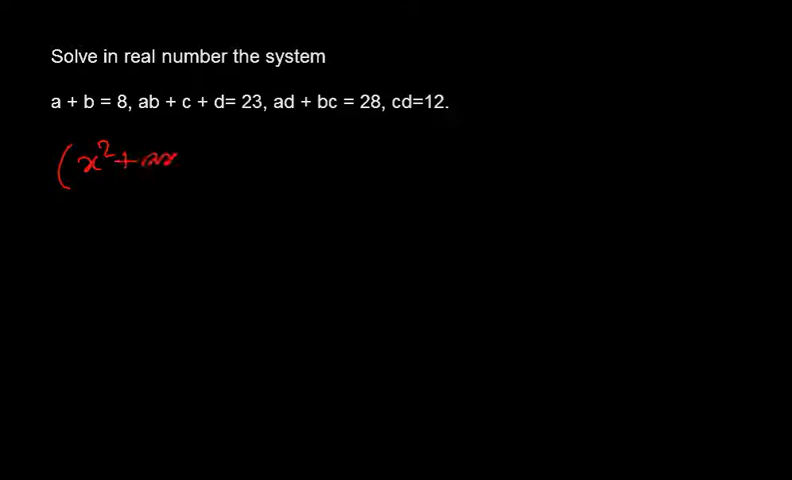 Solve in real number the system
a + b = 8, ab + c + d= 23, ad + bc = 28, cd=12.
(x²+ax